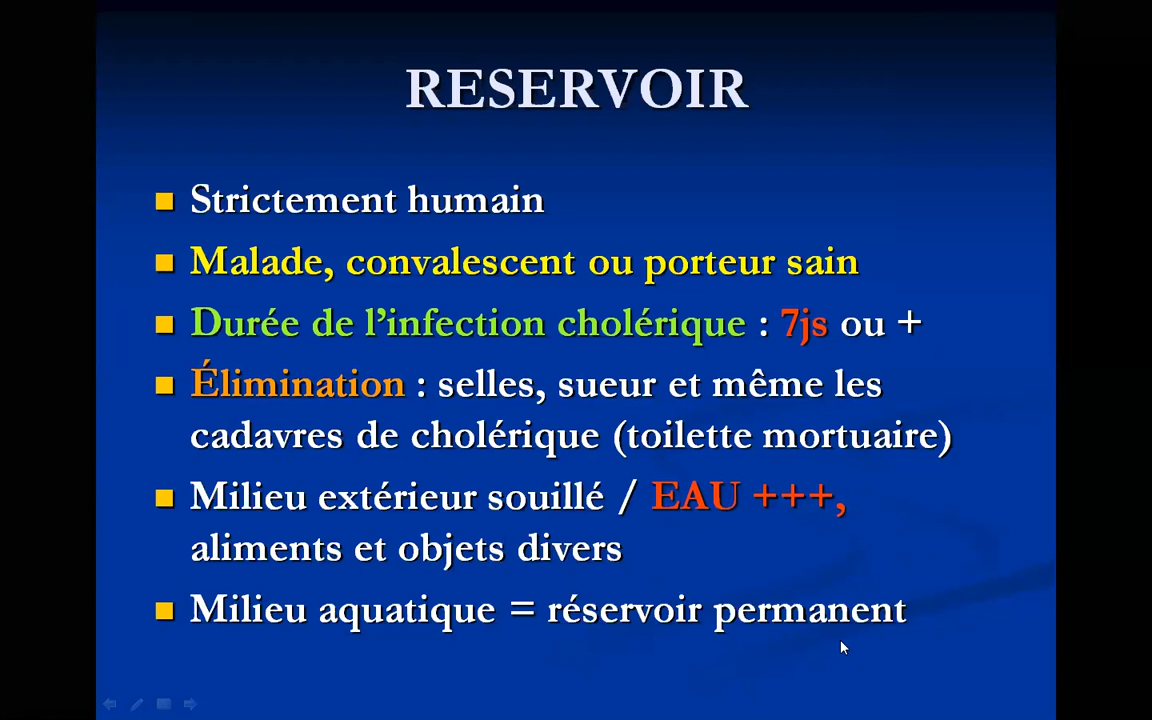 RESERVOIR
Strictement humain
Malade, convalescent ou porteur sain
Durée de l’infection cholérique : 7js ou +
Élimination : selles, sueur et même les
cadavres de cholérique (toilette mortuaire)
Milieu extérieur souillé / EAU +++,
aliments et objets divers
Milieu aquatique = réservoir permanent